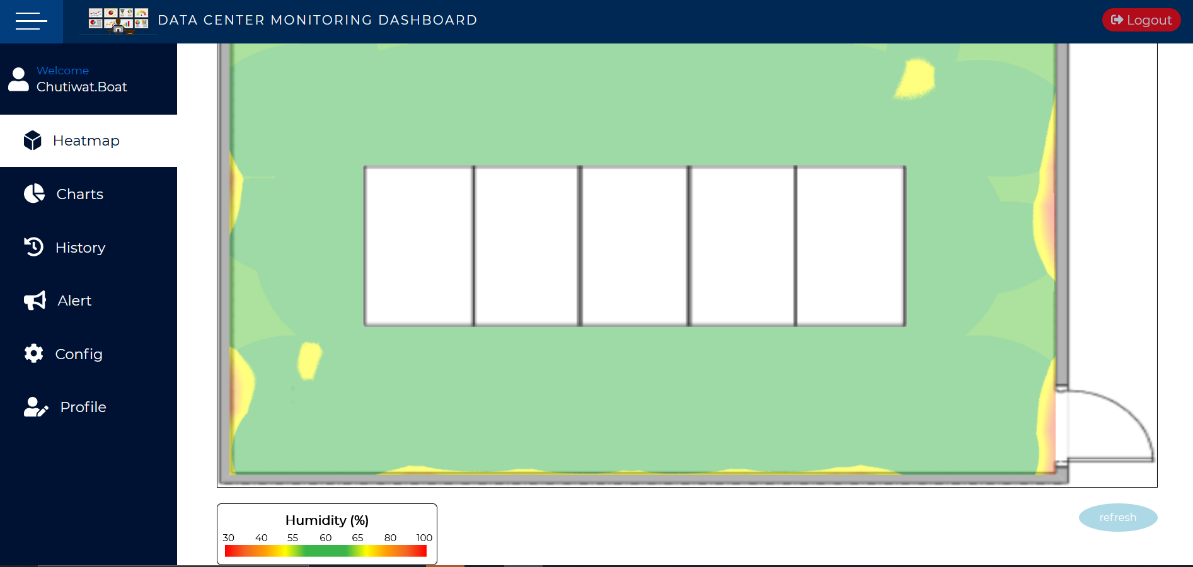 DATA CENTER MONITORING DASHBOARD
Logout
Welcome
Chutiwat.Boat
Heatmap
Charts
History
Alert
Config
Profile
Humidity (%)
30 40 55 60 65 80 100
refresh